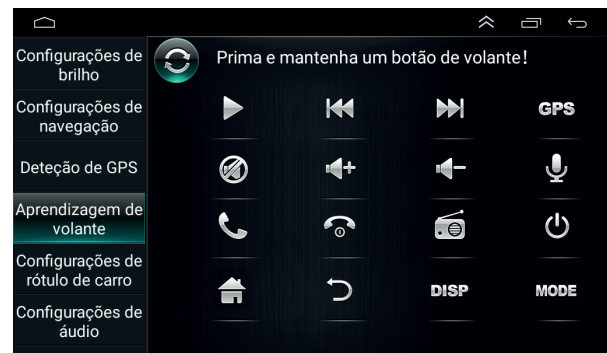 Configurações de
brilho
Prima e mantenha um botão de volante!
Configurações de
navegação
GPS
Deteção de GPS
Aprendizagem de
volante
Configurações de
rótulo de carro
DISP
MODE
Configurações de
áudio